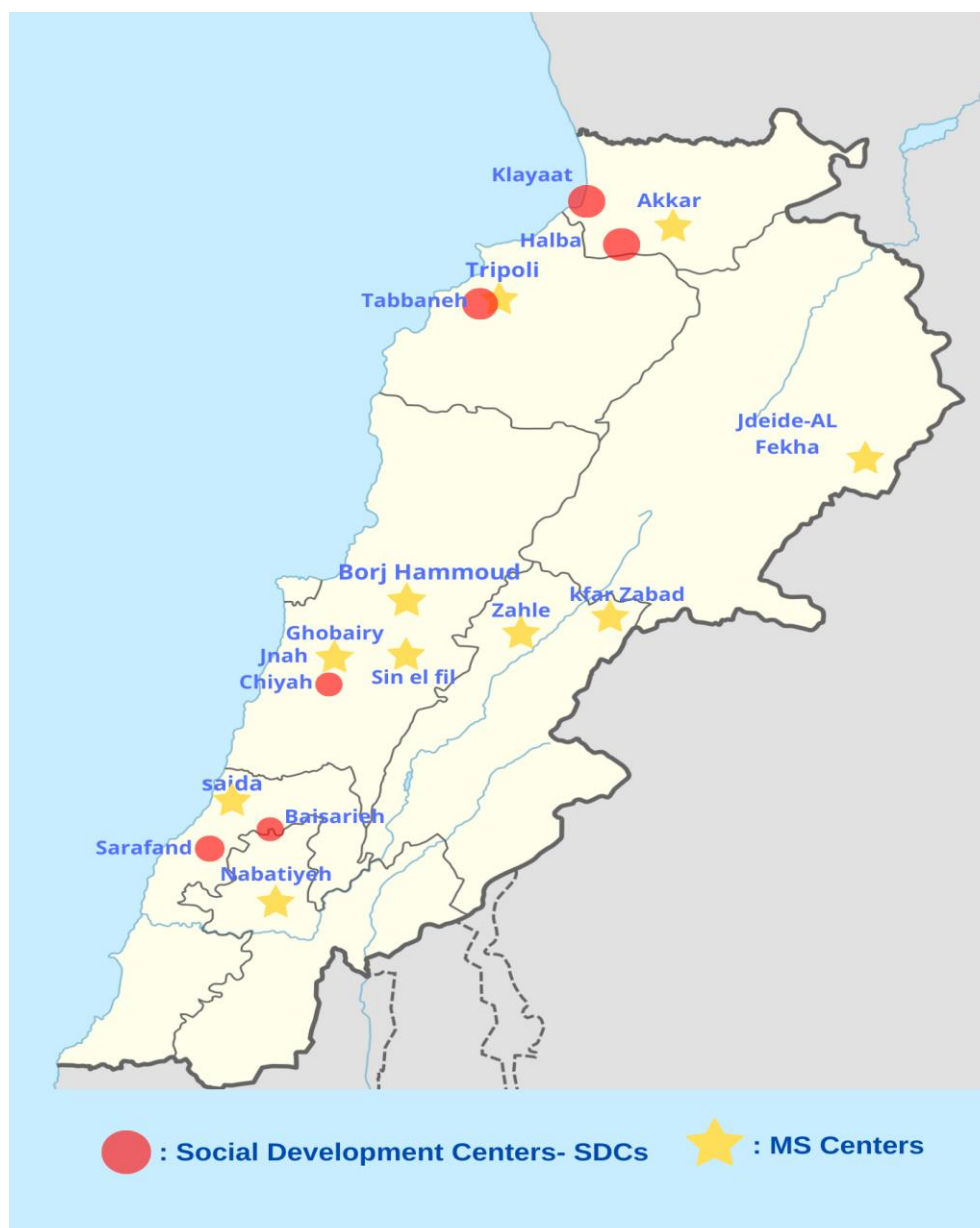 Klayaat
Akkar
Halba
Tripoli
Tabbaneh
Jdeide-AL
Fekha
Borj Hammoud
kfar Zabad
Zahle
Ghobairy
Jnah
Sin el fil
Chiyah
saida
Baisarieh
Sarafand
Nabatiyeh
: Social Development Centers- SDCs
: MS Centers